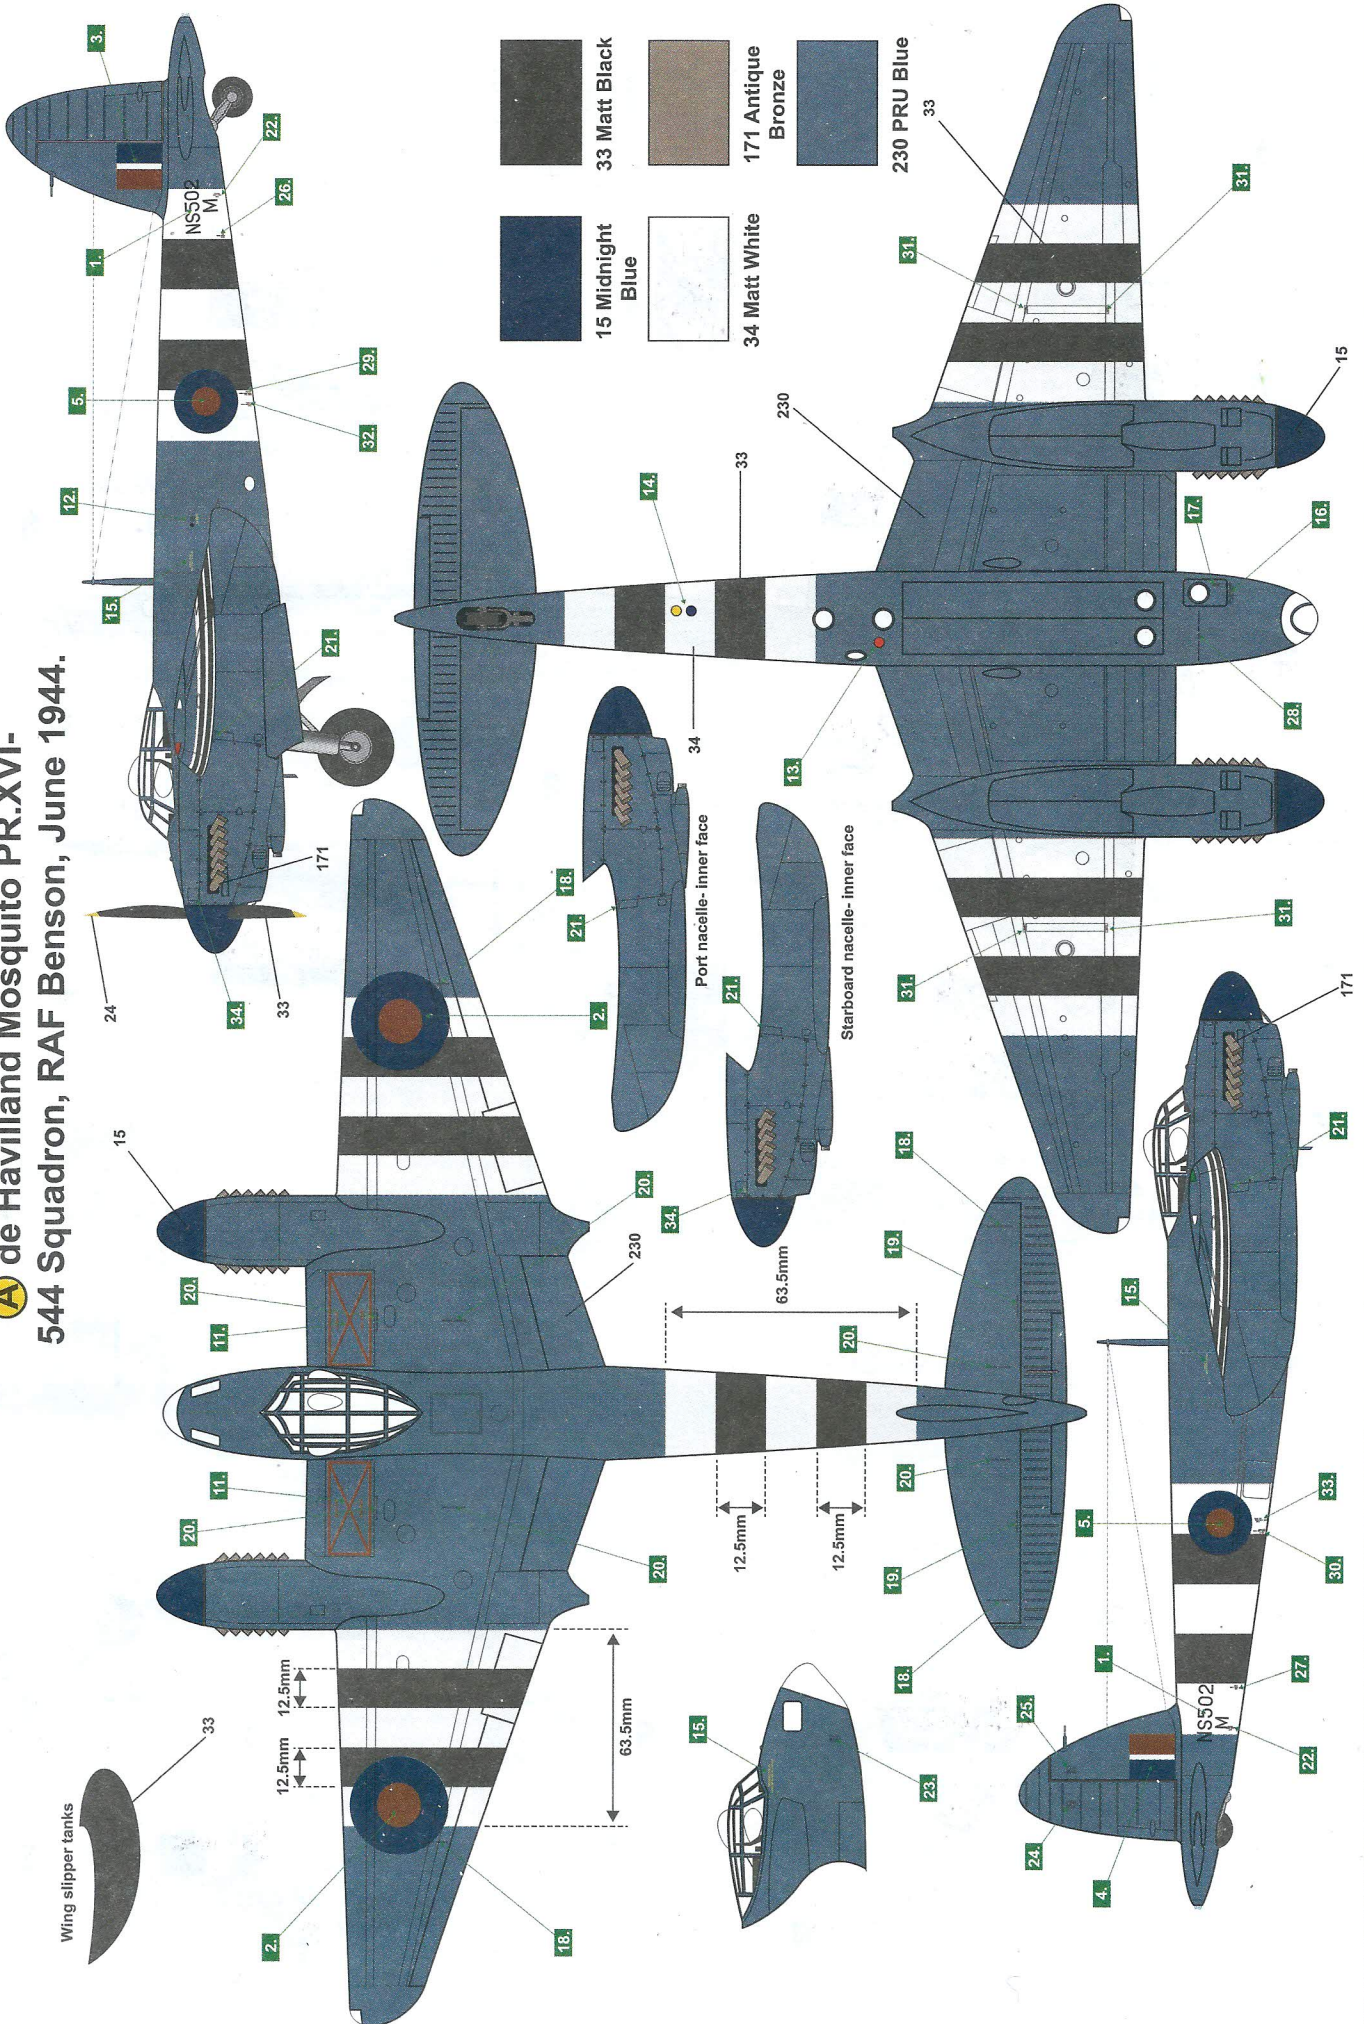 A de Havilland Mosquito PR.XVI-
544 Squadron, RAF Benson, June 1944.
Wing slipper tanks
33
24
34.
33
171
21.
15.
12.
5.
32.
29.
1.
NS502
M
26.
22.
3.
15
20.
11.
11.
20.
2.
18.
12.5mm
12.5mm
63.5mm
20.
20.
230
2.
18.
63.5mm
12.5mm
12.5mm
20.
20.
19.
19.
18.
18.
21.
Port nacelle- inner face
34.
21.
Starboard nacelle- inner face
15.
23.
33 Matt Black
171 Antique
Bronze
230 PRU Blue
15 Midnight
Blue
34 Matt White
14.
33
34
13.
230
17.
16.
28.
33
31.
31.
31.
31.
15
24.
25.
4.
1.
NS502
M
22.
27.
5.
30.
33.
15.
21.
171